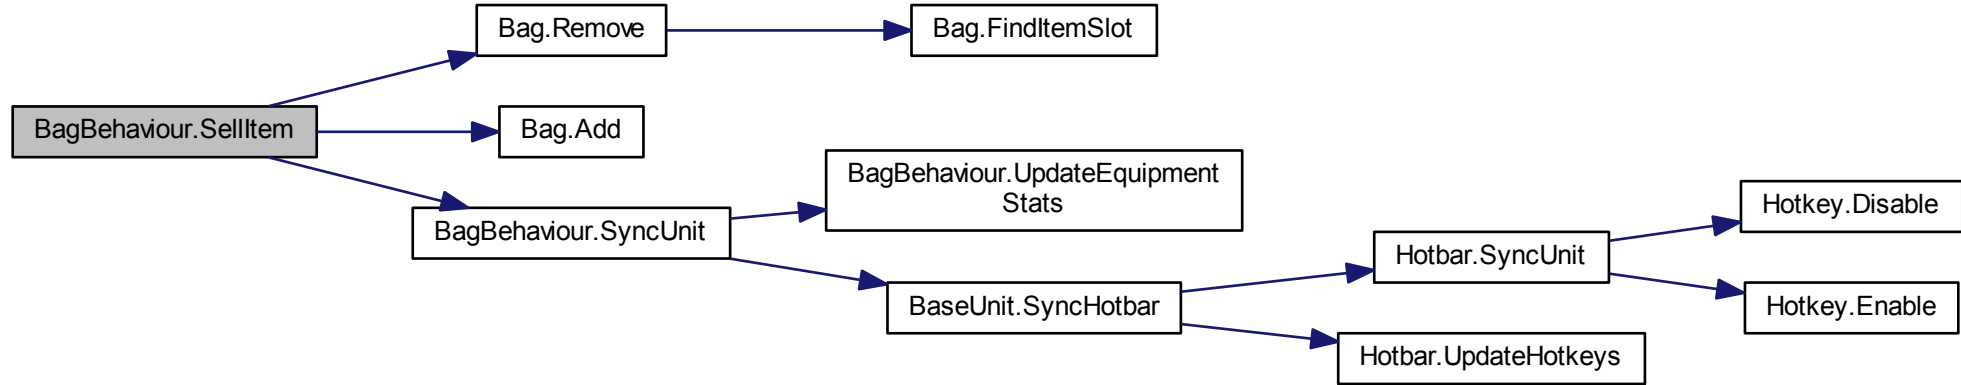 Bag.Remove
Bag.FindItemSlot
BagBehaviour.SellItem
Bag.Add
BagBehaviour.UpdateEquipment
Stats
BagBehaviour.SyncUnit
Hotkey.Disable
Hotbar.SyncUnit
BaseUnit.SyncHotbar
Hotkey.Enable
Hotbar.UpdateHotkeys